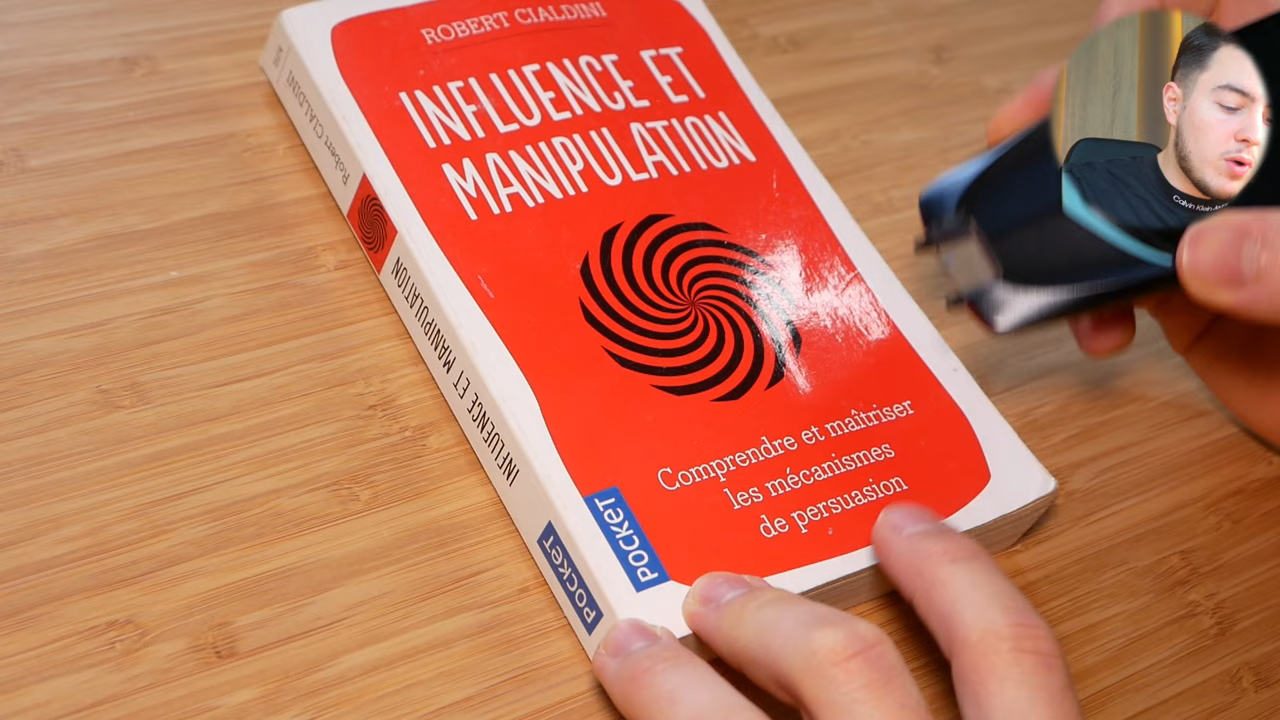 ROBERT CIALDINI
INFLUENCE ET
MANIPULATION
Comprendre et maîtriser
les mécanismes
de persuasion
POCKET
Robert CIALDINI
INFLUENCE ET MANIPULATION
POCKET
Calvin Klein Jeans